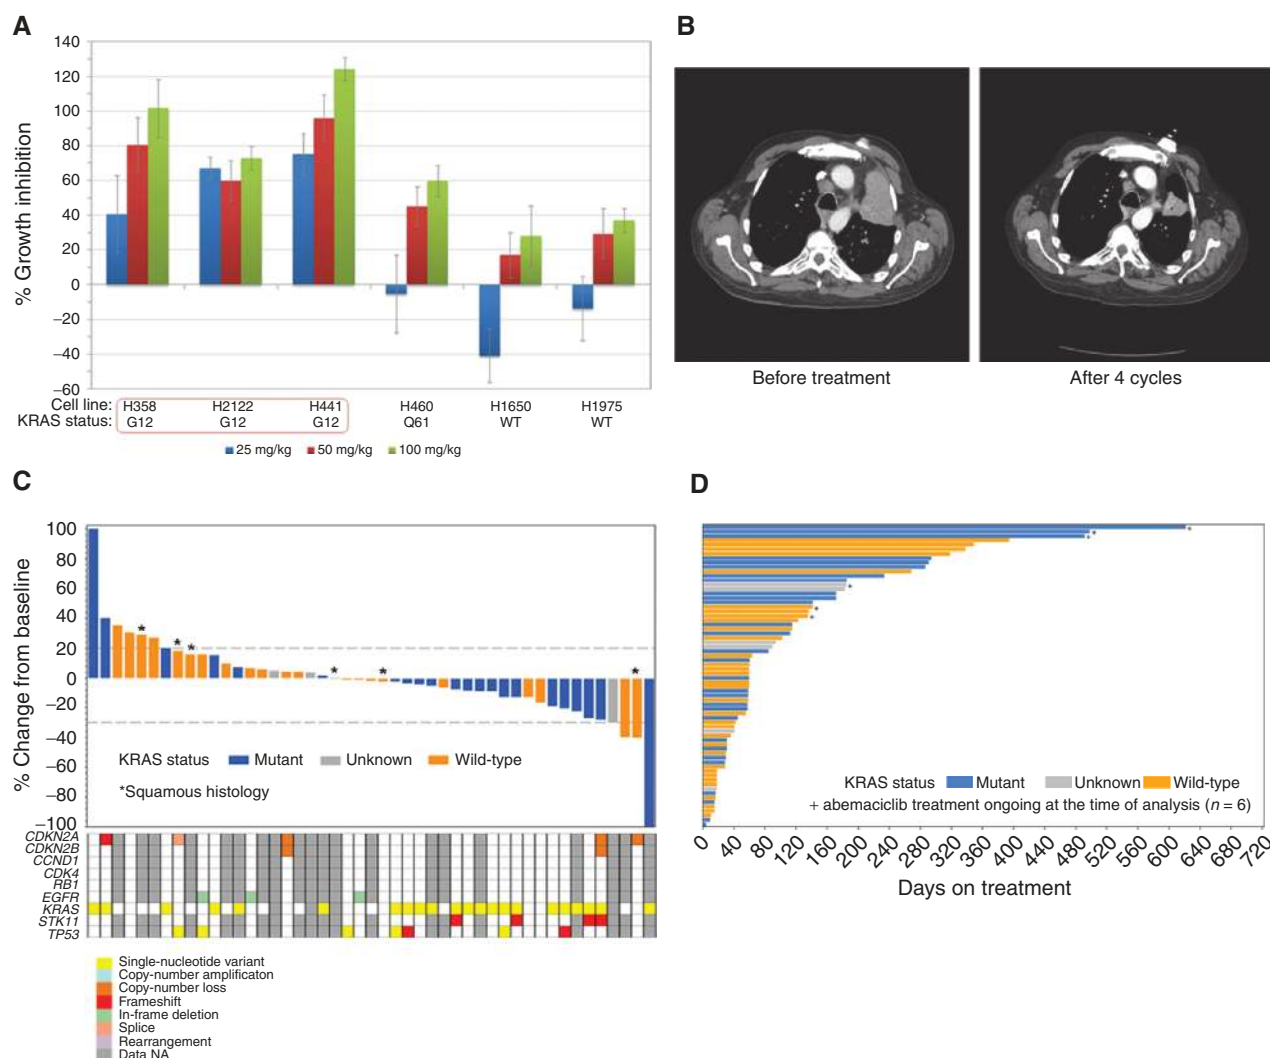 A
140
120
100
80
60
40
20
0
−20
−40
−60
% Growth inhibition
Cell line: H358 H2122 H441 H460 H1650 H1975
KRAS status: G12 G12 G12 Q61 WT WT
25 mg/kg 50 mg/kg 100 mg/kg
B
Before treatment After 4 cycles
C
100
80
60
40
20
0
−20
−40
−60
−80
−100
% Change from baseline
* * * * * *
KRAS status Mutant Unknown Wild-type
*Squamous histology
CDKN2A
CDKN2B
CCND1
CDK4
RB1
EGFR
KRAS
STK11
TP53
Single-nucleotide variant
Copy-number amplificaton
Copy-number loss
Frameshift
In-frame deletion
Splice
Rearrangement
Data NA
D
+ + + + + +
KRAS status Mutant Unknown Wild-type
+ abemaciclib treatment ongoing at the time of analysis (n = 6)
0 40 80 120 160 200 240 280 320 360 400 440 480 520 560 600 640 680 720
Days on treatment